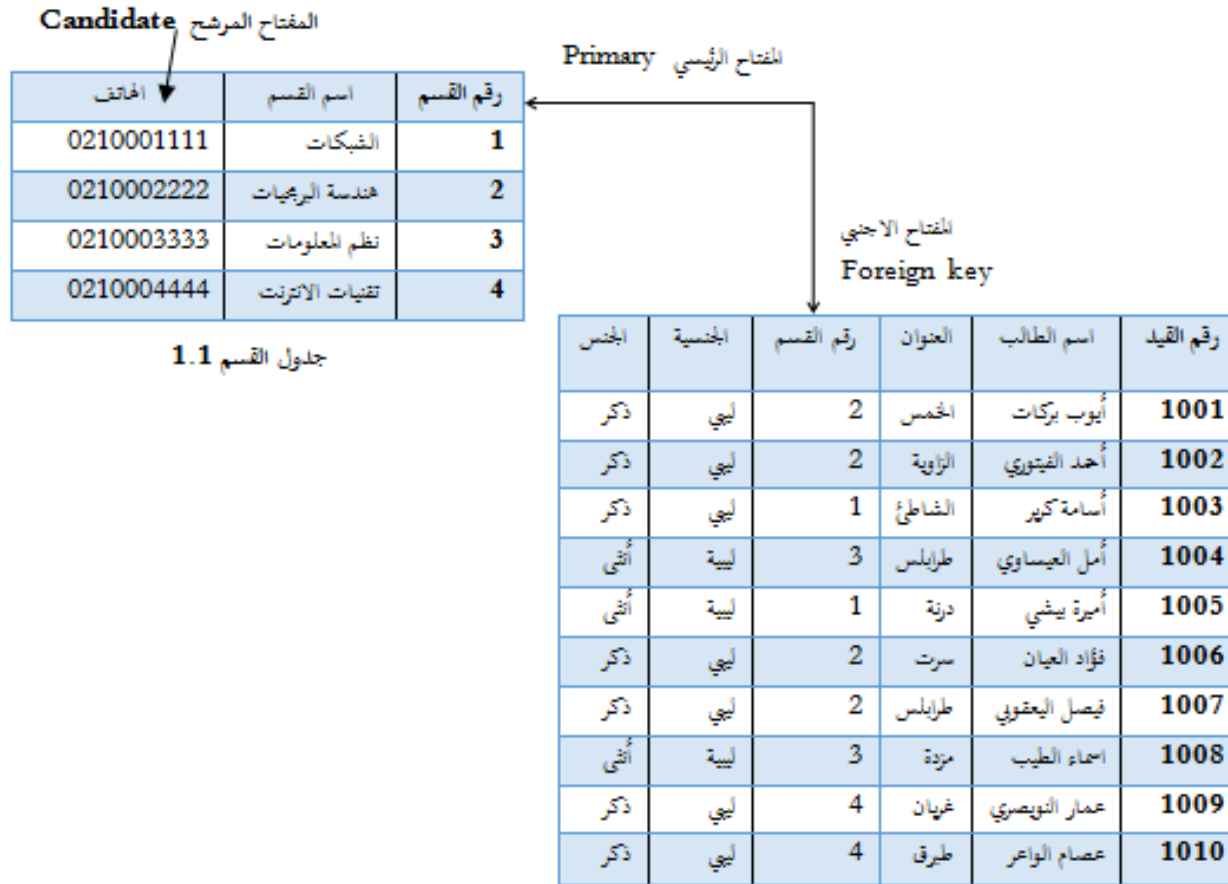 المفتاح المرشح Candidate
المفتاح الرئيسي Primary
رقم القسم اسم القسم الهاتف
1 الشبكات 0210001111
2 هندسة البرمجيات 0210002222
3 نظم المعلومات 0210003333
4 تقنيات الانترنت 0210004444
جدول القسم 1.1
المفتاح الاجنبي
Foreign key
رقم القيد اسم الطالب العنوان رقم القسم الجنسية الجنس
1001 أيوب بركات الخمس 2 ليبي ذكر
1002 أحمد الفيتوري الزاوية 2 ليبي ذكر
1003 أسامة كرير الشاطئ 1 ليبي ذكر
1004 أمل العيساوي طرابلس 3 ليبية أنثى
1005 أميرة بيشي درنة 1 ليبية أنثى
1006 فؤاد العيان سرت 2 ليبي ذكر
1007 فيصل اليعقوبي طرابلس 2 ليبي ذكر
1008 اسماء الطيب مزدة 3 ليبية أنثى
1009 عمار النويصري غريان 4 ليبي ذكر
1010 عصام الواعر طبرق 4 ليبي ذكر